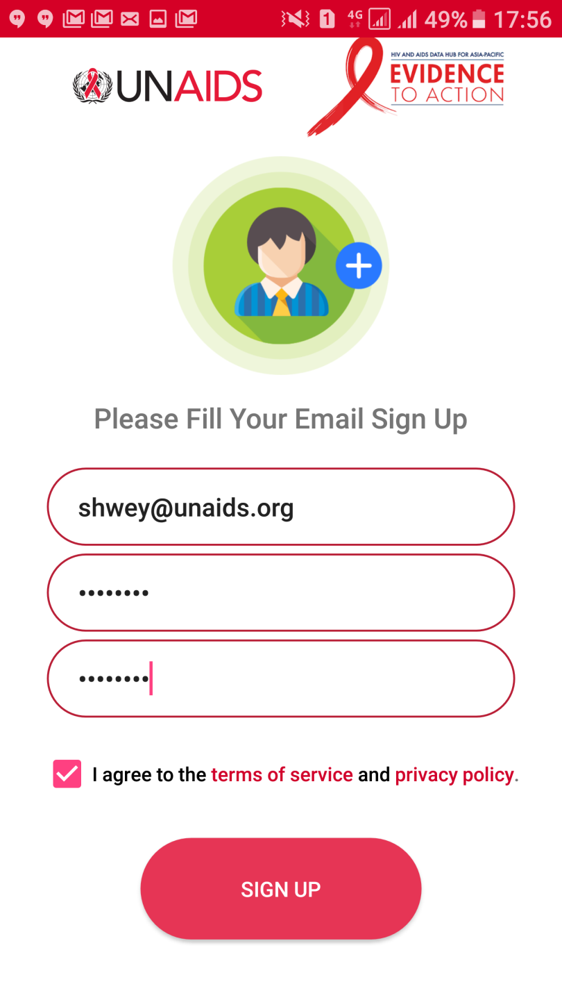 1 4G 49% 17:56
UNAIDS
HIV AND AIDS DATA HUB FOR ASIA-PACIFIC
EVIDENCE
TO ACTION
Please Fill Your Email Sign Up
shwey@unaids.org
••••••••
••••••••
I agree to the terms of service and privacy policy.
SIGN UP